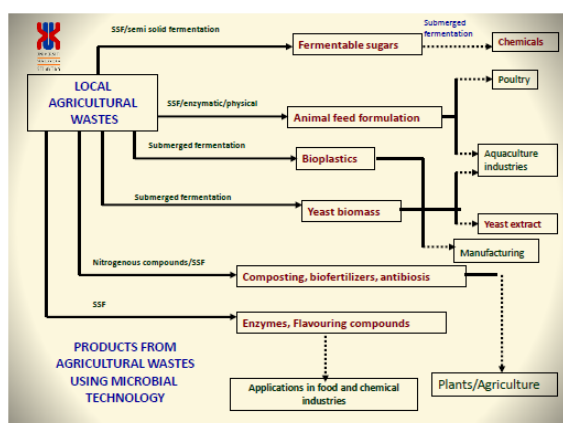 SSF/semi solid fermentation
Submerged
fermentation
Fermentable sugars
Chemicals
LOCAL
AGRICULTURAL
WASTES
Poultry
SSF/enzymatic/physical
Animal feed formulation
Submerged fermentation
Bioplastics
Aquaculture
industries
Submerged fermentation
Yeast biomass
Yeast extract
Manufacturing
Nitrogenous compounds/SSF
Composting, biofertilizers, antibiosis
SSF
Enzymes, Flavouring compounds
PRODUCTS FROM
AGRICULTURAL WASTES
USING MICROBIAL
TECHNOLOGY
Applications in food and chemical
industries
Plants/Agriculture